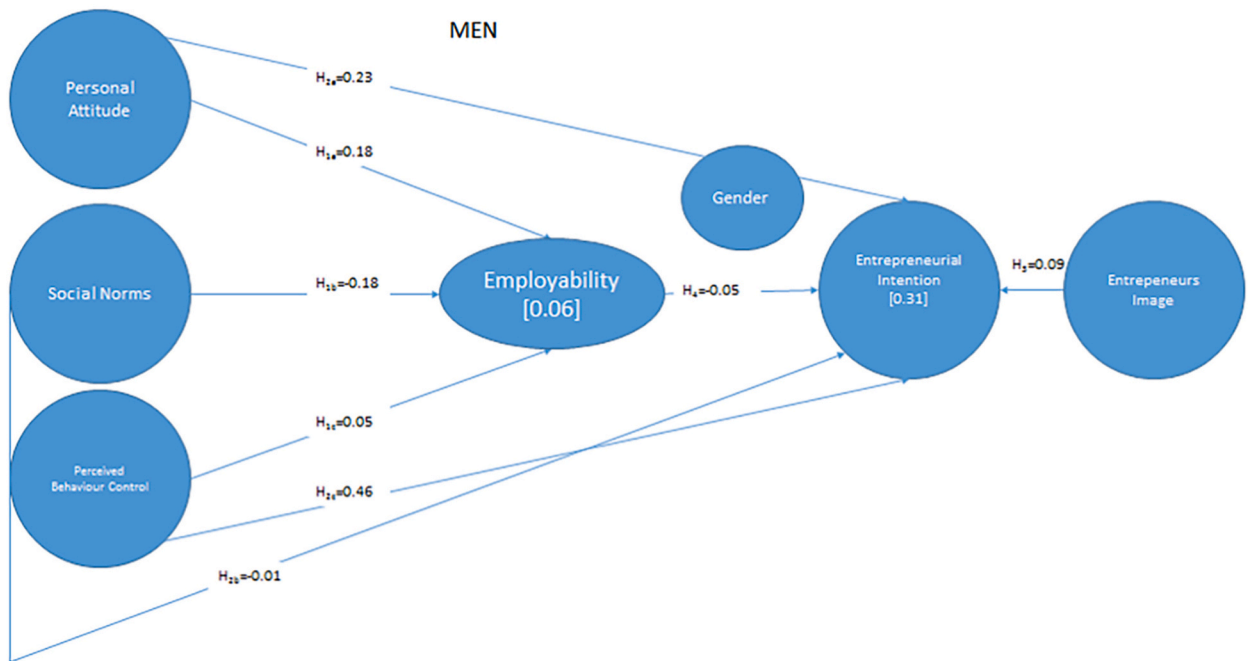 MEN
Personal
Attitude
H2a=0.23
H1a=0.18
Gender
Social Norms
H1b=-0.18
Employability
[0.06]
H4=-0.05
Entrepreneurial
Intention
[0.31]
H3=0.09
Entrepeneurs
Image
Perceived
Behaviour Control
H1c=0.05
H2c=0.46
H2b=-0.01